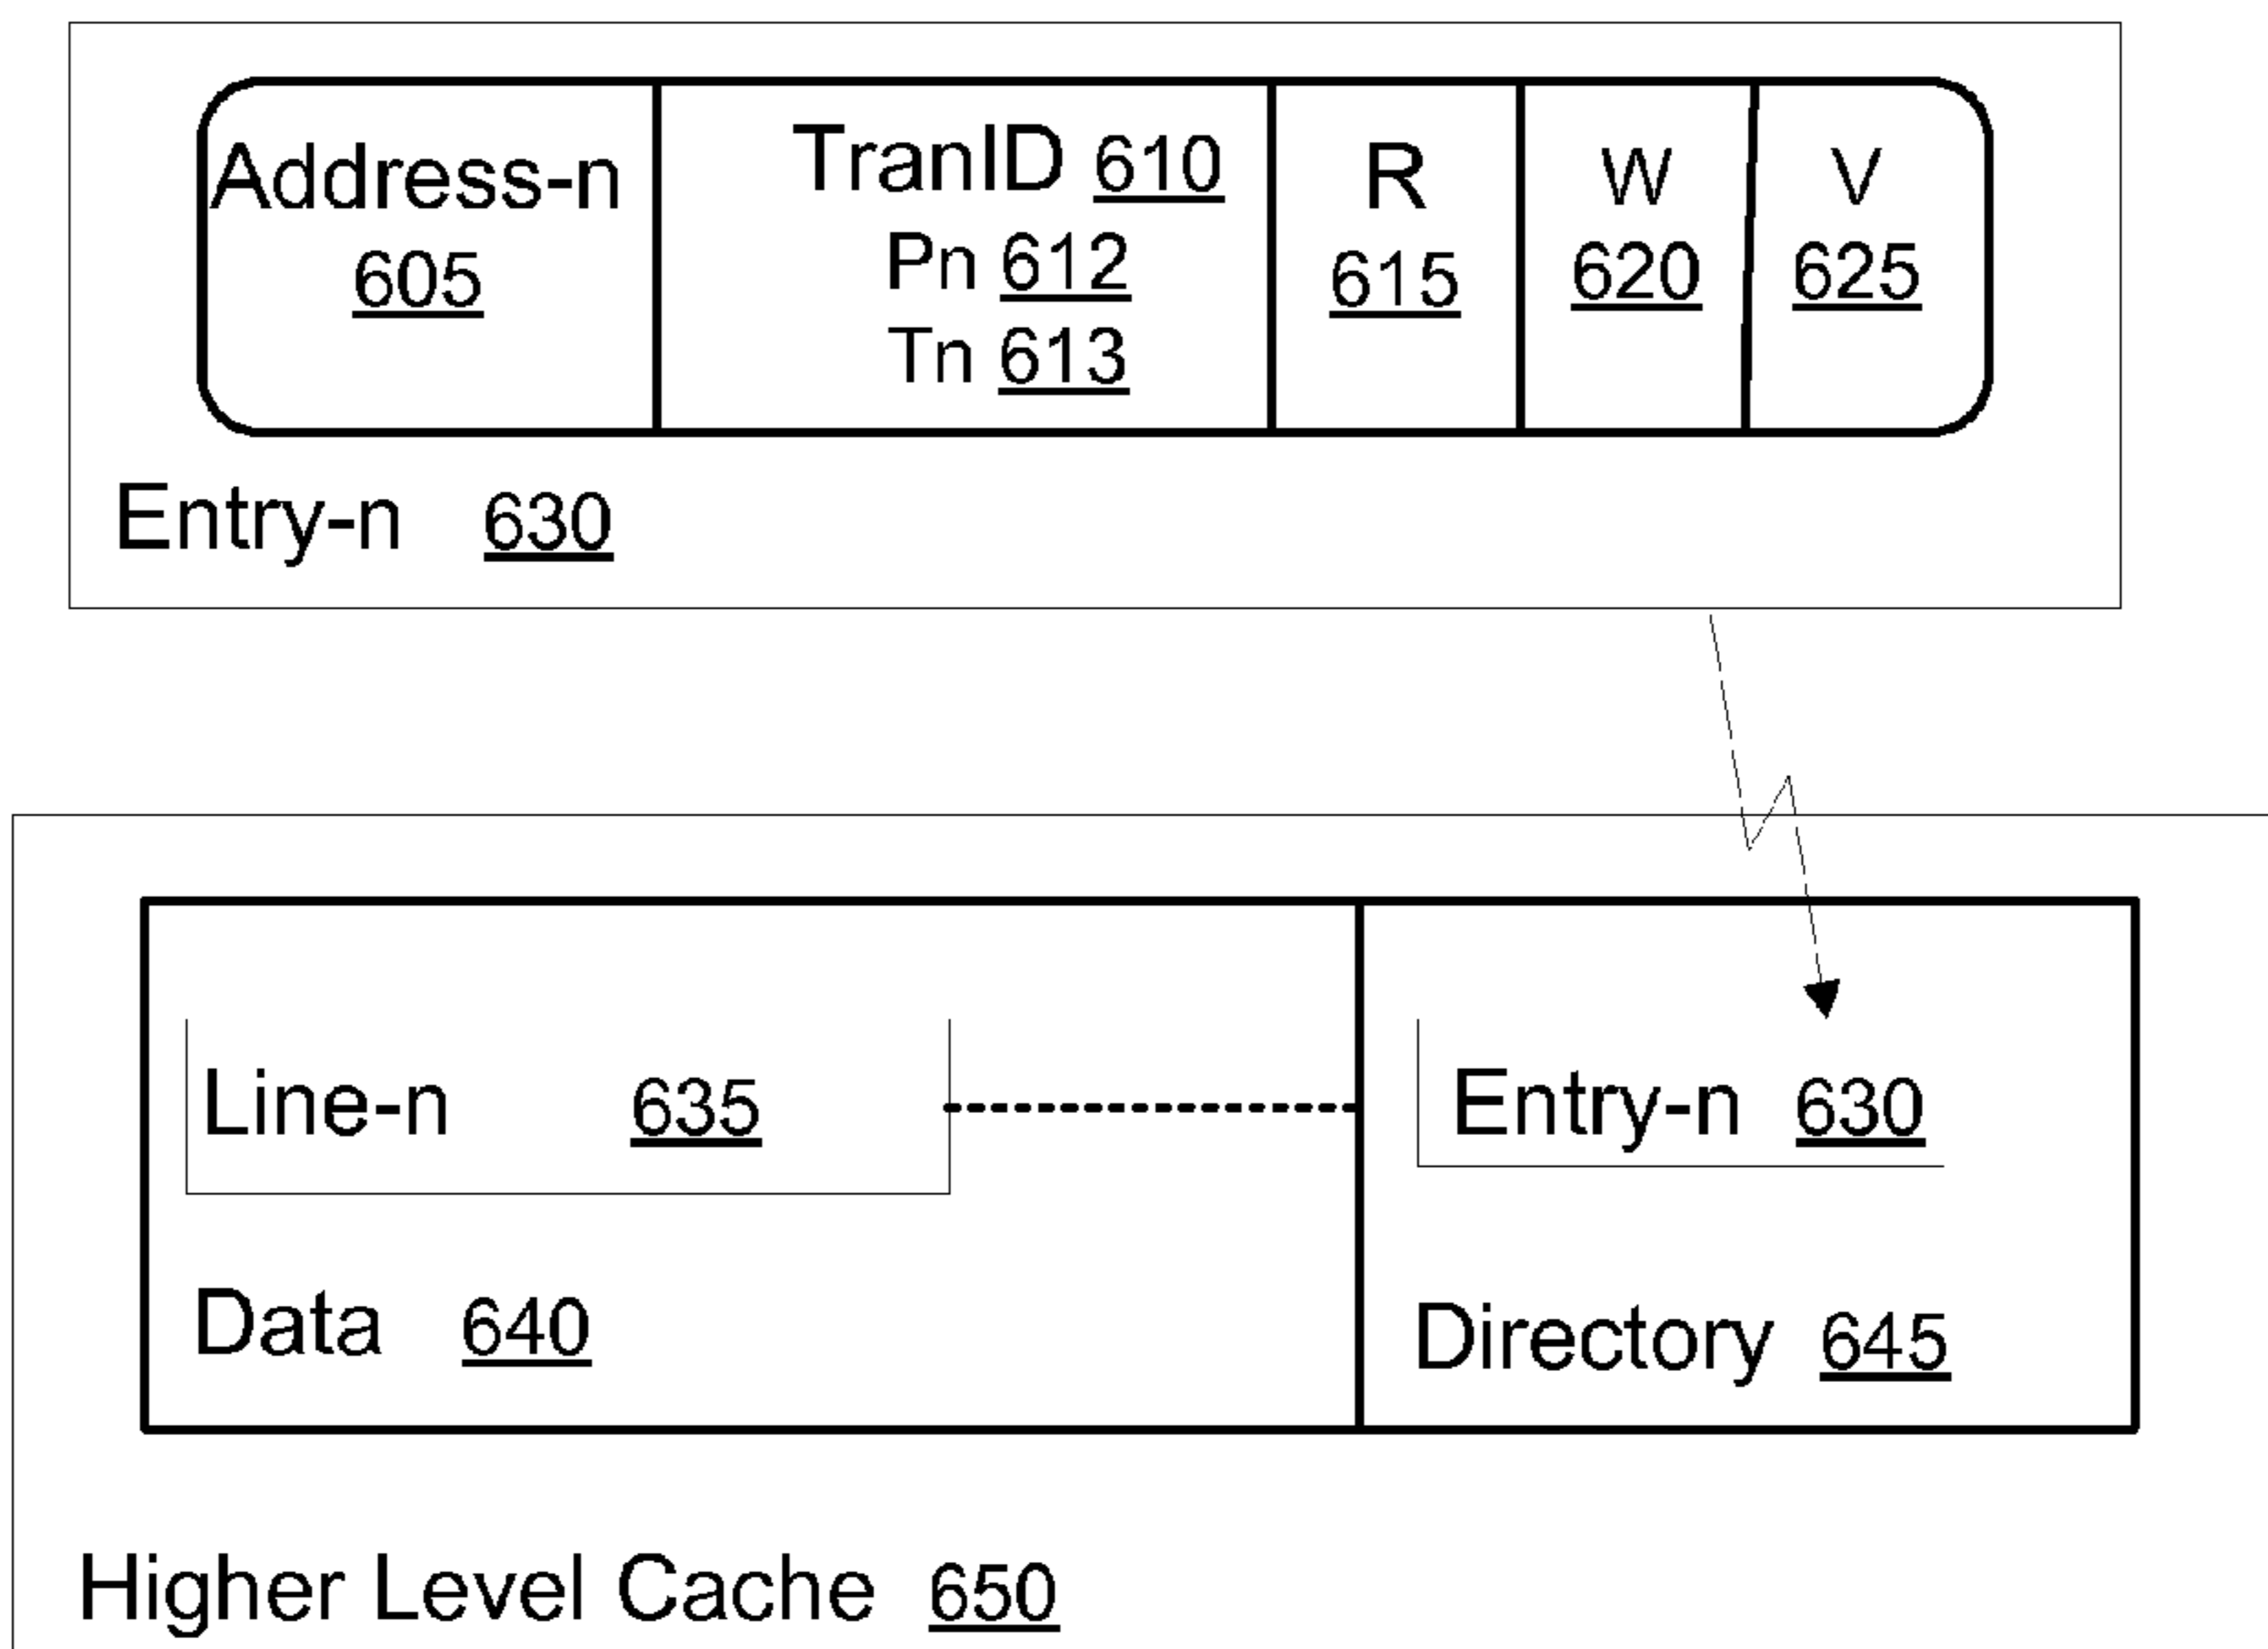 Address-n
605
TranID 610
Pn 612
Tn 613
R
615
W
620
V
625
Entry-n 630
Line-n 635
Entry-n 630
Data 640
Directory 645
Higher Level Cache 650